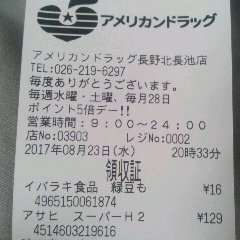 アメリカンドラッグ
アメリカンドラッグ長野北長池店
TEL:026-219-6297
毎度ありがとうございます。
毎週水曜・土曜、毎月28日
ポイント5倍デー!!
営業時間:9:00~24:00
店No:03903 レジNo:0002
2017年08月23日(水) 20時33分
領収証
イバラキ食品 緑豆も ¥16
4965150061874
アサヒ スーパーH2 ¥129
4514603219616